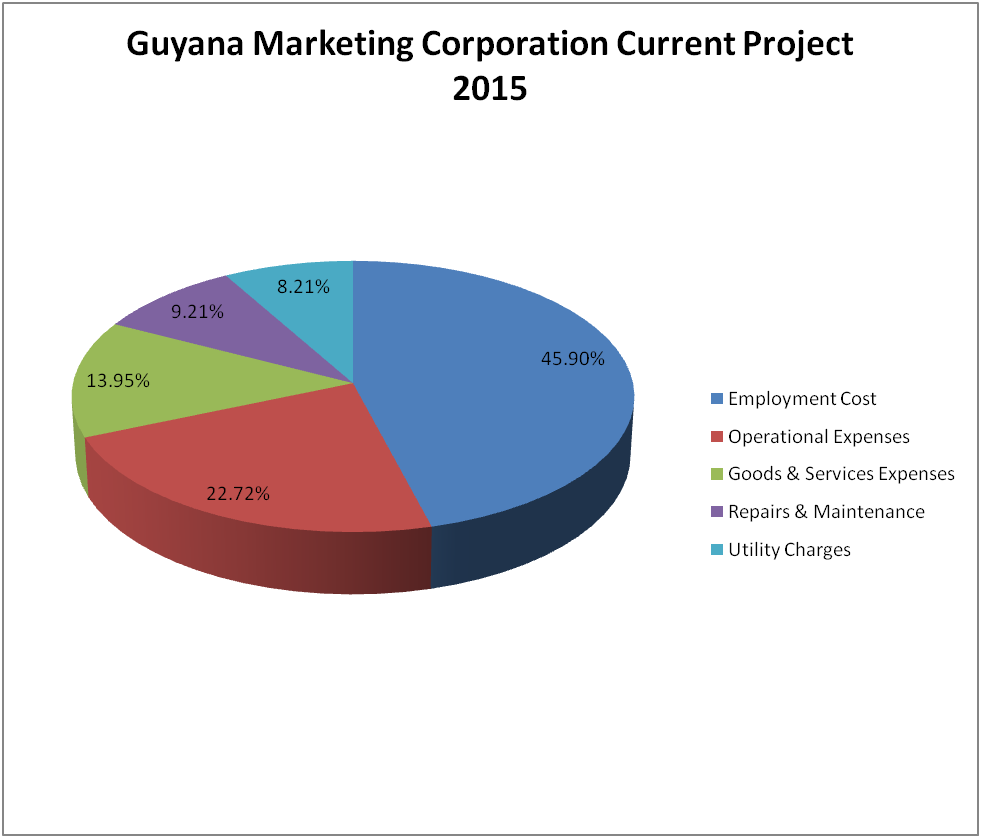 Guyana Marketing Corporation Current Project
2015
8.21%
9.21%
45.90%
13.95%
22.72%
Employment Cost
Operational Expenses
Goods & Services Expenses
Repairs & Maintenance
Utility Charges